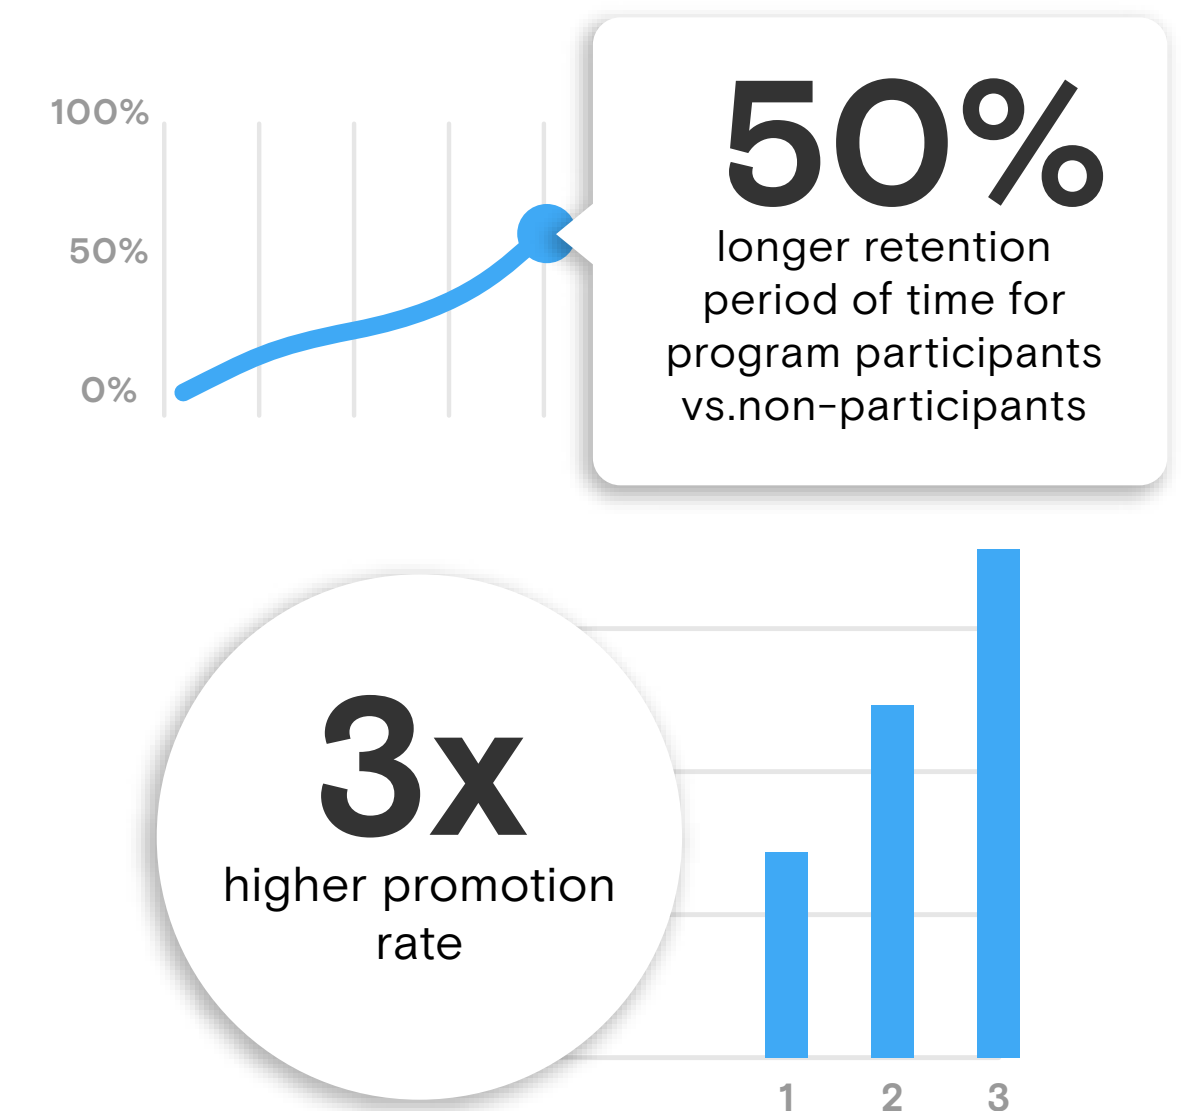 100%
50%
0%
50%
longer retention
period of time for
program participants
vs.non-participants
3x
higher promotion
rate
1 2 3